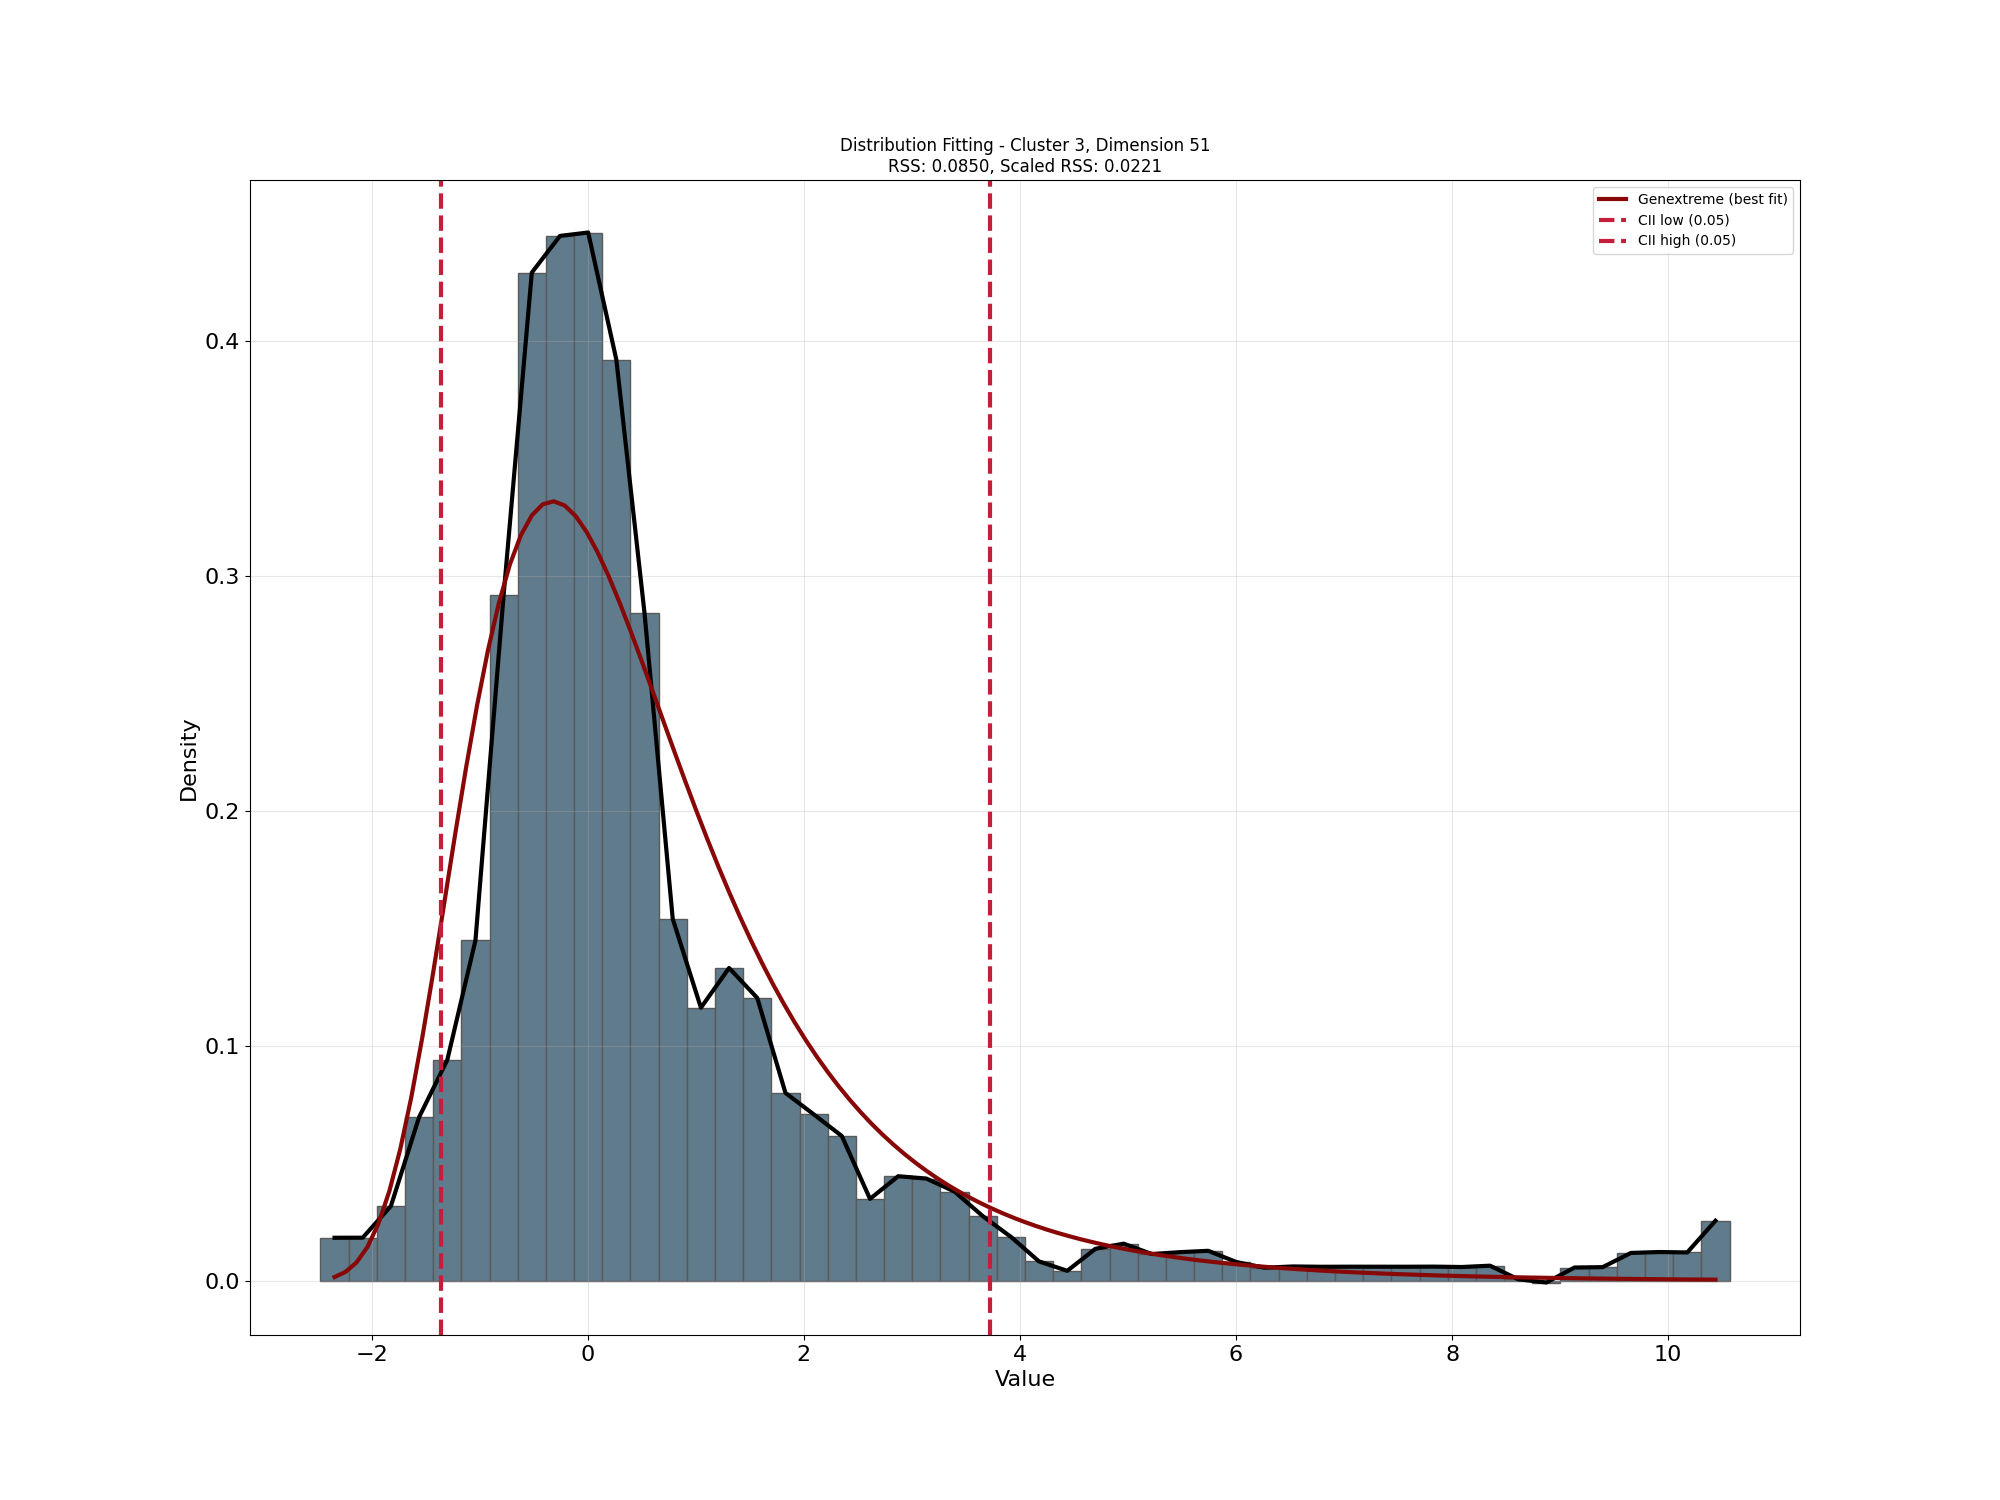 Distribution Fitting - Cluster 3, Dimension 51
RSS: 0.0850, Scaled RSS: 0.0221
Genextreme (best fit)
CII low (0.05)
CII high (0.05)
0.4
0.3
0.2
0.1
0.0
Density
−2
0
2
4
6
8
10
Value